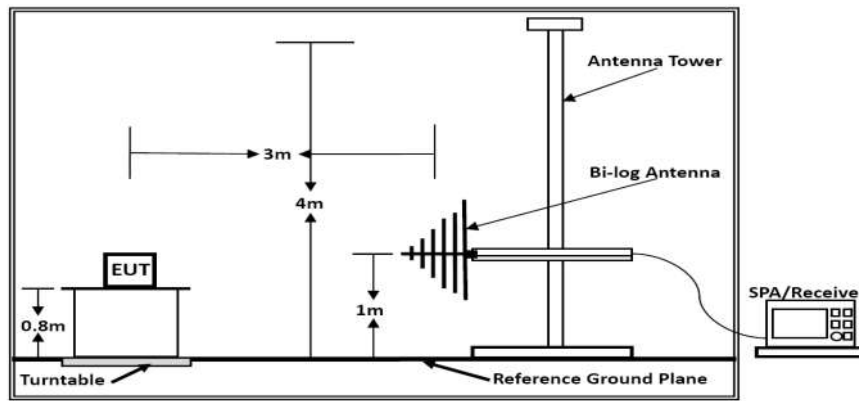 Antenna Tower
3m
Bi-log Antenna
4m
EUT
1m
SPA/Receive
0.8m
Turntable
Reference Ground Plane